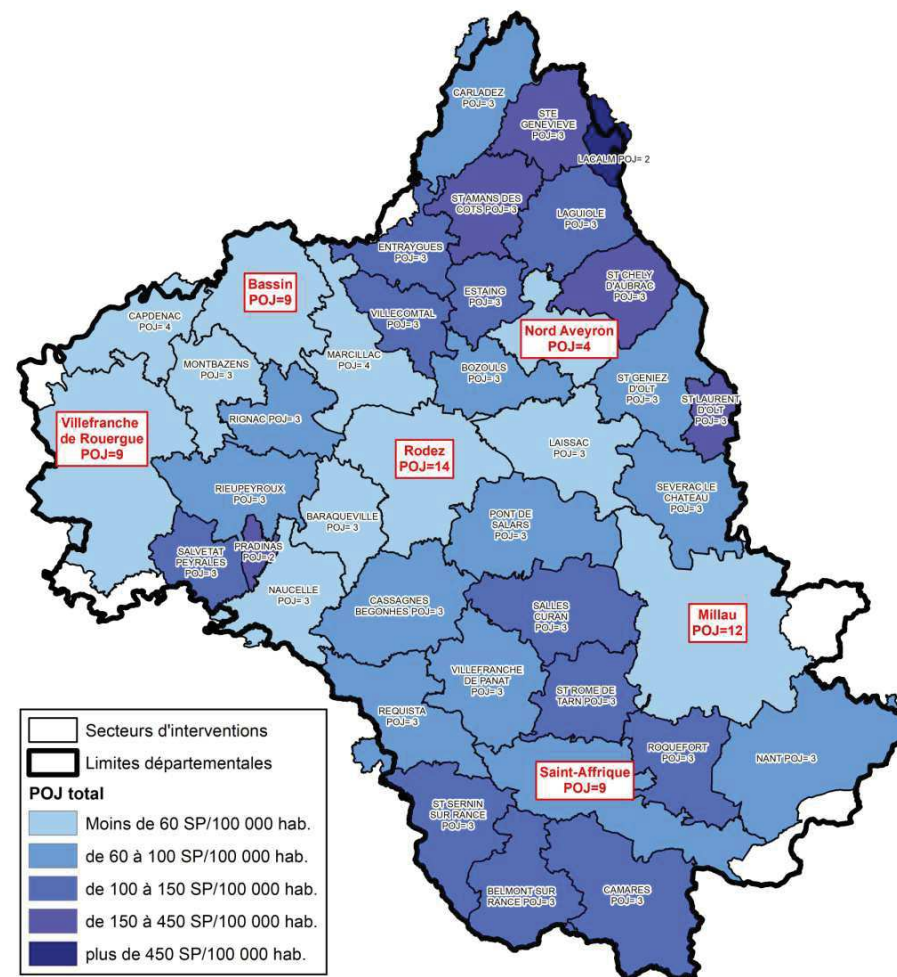 CARLADEZ
POJ= 3
STE
GENEVIEVE
POJ= 3
LACALM POJ= 2
ST AMANS DES
COTS POJ= 3
LAGUIOLE
POJ= 3
ENTRAYGUES
POJ= 3
ST CHELY
D'AUBRAC
POJ= 3
Bassin
POJ=9
ESTAING
POJ= 3
CAPDENAC
POJ= 4
VILLECOMTAL
POJ= 3
Nord Aveyron
POJ=4
MONTBAZENS
POJ= 3
MARCILLAC
POJ= 4
BOZOULS
POJ= 3
ST GENIEZ
D'OLT
POJ= 3
ST LAURENT
D'OLT
POJ= 3
Villefranche
de Rouergue
POJ=9
RIGNAC POJ= 3
Rodez
POJ=14
LAISSAC
POJ= 3
RIEUPEYROUX
POJ= 3
SEVERAC LE
CHATEAU
POJ= 3
BARAQUEVILLE
POJ= 3
PONT DE
SALARS
POJ= 3
SALVETAT
PEYRALES
POJ= 3
PRADINAS
POJ= 2
NAUCELLE
POJ= 3
CASSAGNES
BEGONHES POJ= 3
SALLES
CURAN
POJ= 3
Millau
POJ=12
VILLEFRANCHE
DE PANAT
POJ= 3
ST ROME DE
TARN POJ= 3
REQUISTA
POJ= 3
ROQUEFORT
POJ= 3
NANT POJ= 3
Saint-Affrique
POJ=9
ST SERNIN
SUR RANCE
POJ= 3
BELMONT SUR
RANCE POJ= 3
CAMARES
POJ= 3
Secteurs d'interventions
Limites départementales
POJ total
Moins de 60 SP/100 000 hab.
de 60 à 100 SP/100 000 hab.
de 100 à 150 SP/100 000 hab.
de 150 à 450 SP/100 000 hab.
plus de 450 SP/100 000 hab.